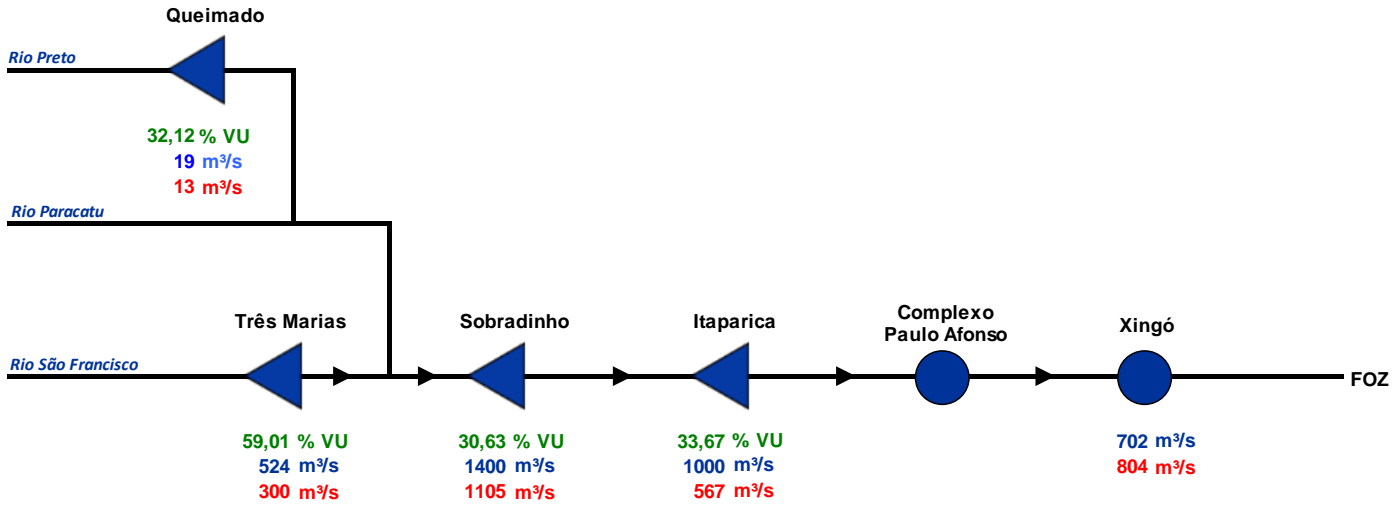 Queimado
Rio Preto
32,12 % VU
19 m³/s
13 m³/s
Rio Paracatu
Três Marias
Sobradinho
Itaparica
Complexo
Paulo Afonso
Xingó
Rio São Francisco
FOZ
59,01 % VU
524 m³/s
300 m³/s
30,63 % VU
1400 m³/s
1105 m³/s
33,67 % VU
1000 m³/s
567 m³/s
702 m³/s
804 m³/s